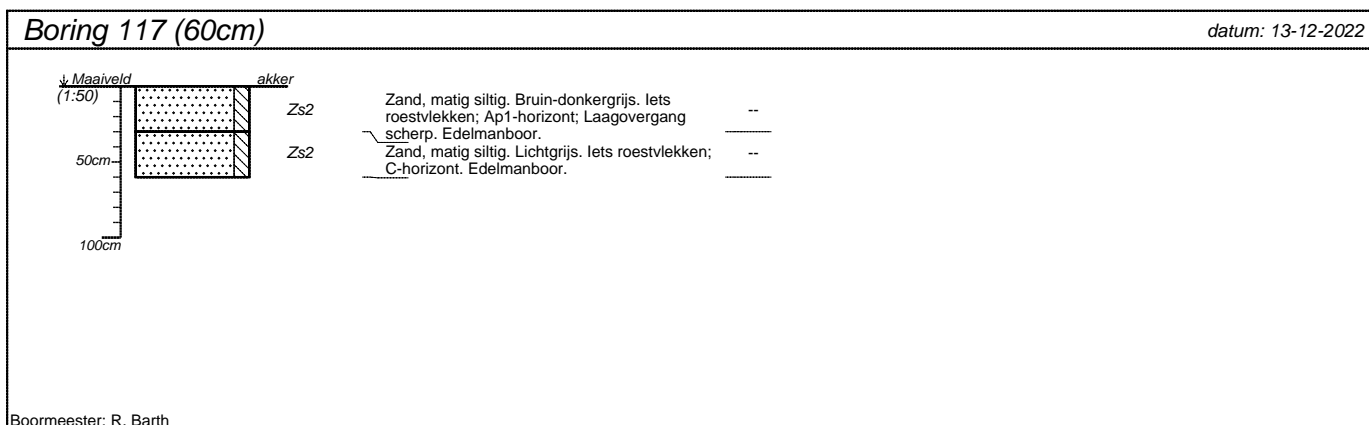 Boring 117 (60cm)
datum: 13-12-2022
Maaiveld
akker
(1:50)
Zs2
Zand, matig siltig. Bruin-donkergrijs. Iets
roestvlekken; Ap1-horizont; Laagovergang
scherp. Edelmanboor.
--
50cm
Zs2
Zand, matig siltig. Lichtgrijs. Iets roestvlekken;
C-horizont. Edelmanboor.
--
100cm
Boormeester: R. Barth